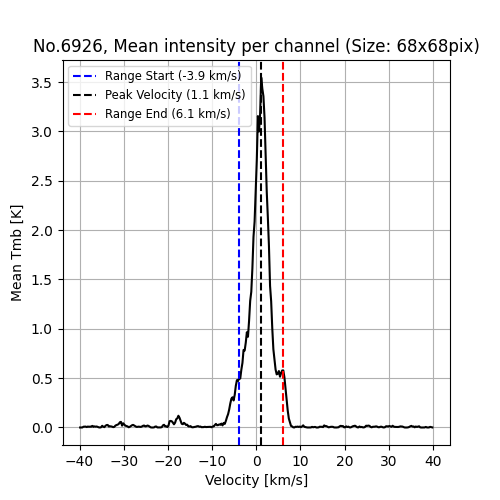 No.6926, Mean intensity per channel (Size: 68x68pix)
Range Start (-3.9 km/s)
Peak Velocity (1.1 km/s)
Range End (6.1 km/s)
Mean Tmb [K]
3.5
3.0
2.5
2.0
1.5
1.0
0.5
0.0
−40 −30 −20 −10 0 10 20 30 40
Velocity [km/s]